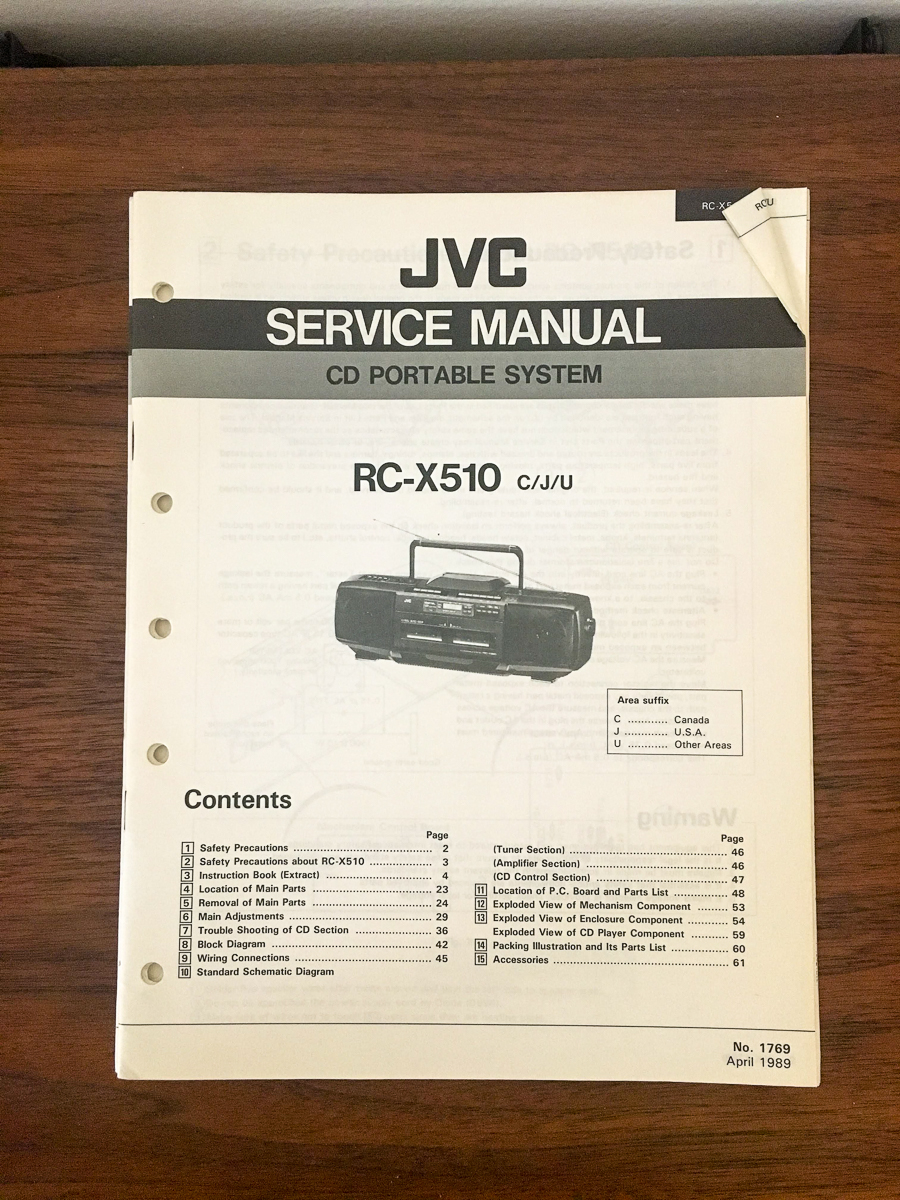 RC-X5
RCU
JVC
SERVICE MANUAL
CD PORTABLE SYSTEM
RC-X510 C/J/U
Area suffix
C ............ Canada
J ............ U.S.A.
U ............ Other Areas
Contents
Page
1 Safety Precautions ........................ 2
2 Safety Precautions about RC-X510 ........... 3
3 Instruction Book (Extract) .................. 4
4 Location of Main Parts ..................... 23
5 Removal of Main Parts ..................... 24
6 Main Adjustments ......................... 29
7 Trouble Shooting of CD Section .............. 36
8 Block Diagram ............................ 42
9 Wiring Connections ........................ 45
10 Standard Schematic Diagram
Page
(Tuner Section) ............................ 46
(Amplifier Section) ......................... 46
(CD Control Section) ....................... 47
11 Location of P.C. Board and Parts List .......... 48
12 Exploded View of Mechanism Component ....... 53
13 Exploded View of Enclosure Component ........ 54
Exploded View of CD Player Component ........ 59
14 Packing Illustration and Its Parts List .......... 60
15 Accessories ............................... 61
No. 1769
April 1989